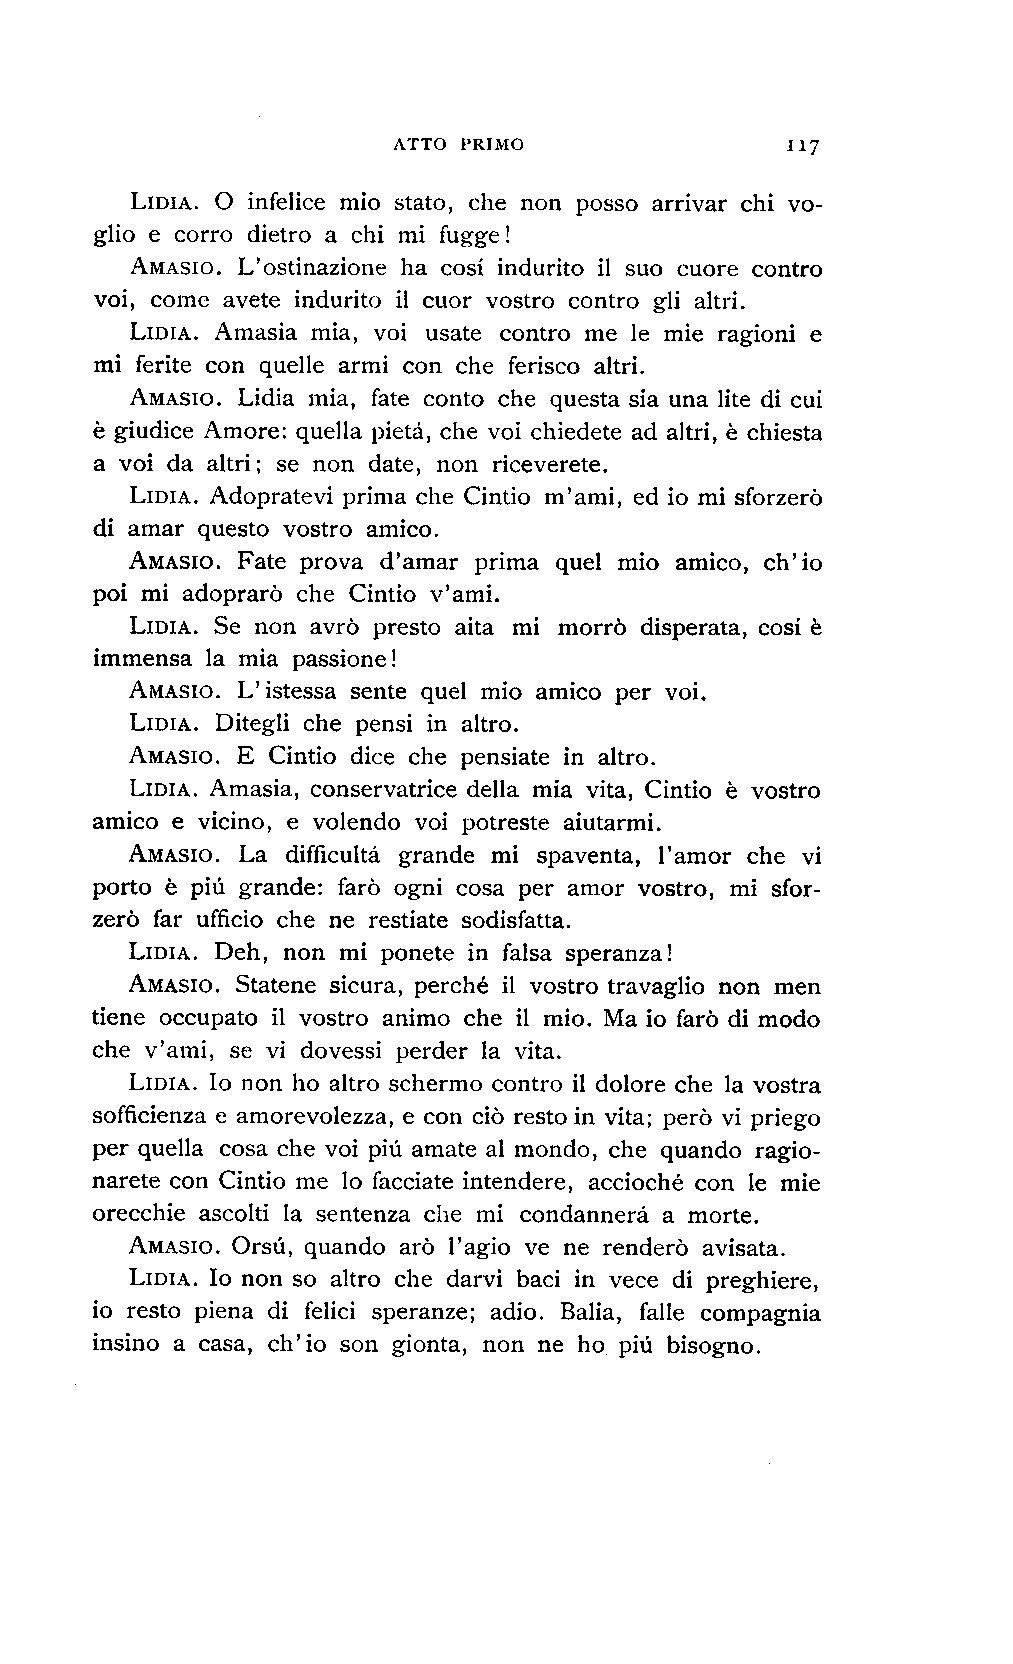 ATTO PRIMO 117
LIDIA. O infelice mio stato, che non posso arrivar chi vo-
glio e corro dietro a chi mi fugge!
AMASIO. L'ostinazione ha cosí indurito il suo cuore contro
voi, come avete indurito il cuor vostro contro gli altri.
LIDIA. Amasia mia, voi usate contro me le mie ragioni e
mi ferite con quelle armi con che ferisco altri.
AMASIO. Lidia mia, fate conto che questa sia una lite di cui
è giudice Amore: quella pietá, che voi chiedete ad altri, è chiesta
a voi da altri; se non date, non riceverete.
LIDIA. Adopratevi prima che Cintio m'ami, ed io mi sforzerò
di amar questo vostro amico.
AMASIO. Fate prova d'amar prima quel mio amico, ch'io
poi mi adoprarò che Cintio v'ami.
LIDIA. Se non avrò presto aita mi morrò disperata, cosí è
immensa la mia passione!
AMASIO. L'istessa sente quel mio amico per voi.
LIDIA. Ditegli che pensi in altro.
AMASIO. E Cintio dice che pensiate in altro.
LIDIA. Amasia, conservatrice della mia vita, Cintio è vostro
amico e vicino, e volendo voi potreste aiutarmi.
AMASIO. La difficultá grande mi spaventa, l'amor che vi
porto è piú grande: farò ogni cosa per amor vostro, mi sfor-
zerò far ufficio che ne restiate sodisfatta.
LIDIA. Deh, non mi ponete in falsa speranza!
AMASIO. Statene sicura, perché il vostro travaglio non men
tiene occupato il vostro animo che il mio. Ma io farò di modo
che v'ami, se vi dovessi perder la vita.
LIDIA. Io non ho altro schermo contro il dolore che la vostra
sofficienza e amorevolezza, e con ciò resto in vita; però vi priego
per quella cosa che voi piú amate al mondo, che quando ragio-
narete con Cintio me lo facciate intendere, accioché con le mie
orecchie ascolti la sentenza che mi condannerá a morte.
AMASIO. Orsú, quando arò l'agio ve ne renderò avisata.
LIDIA. Io non so altro che darvi baci in vece di preghiere,
io resto piena di felici speranze; adio. Balia, falle compagnia
insino a casa, ch'io son gionta, non ne ho piú bisogno.